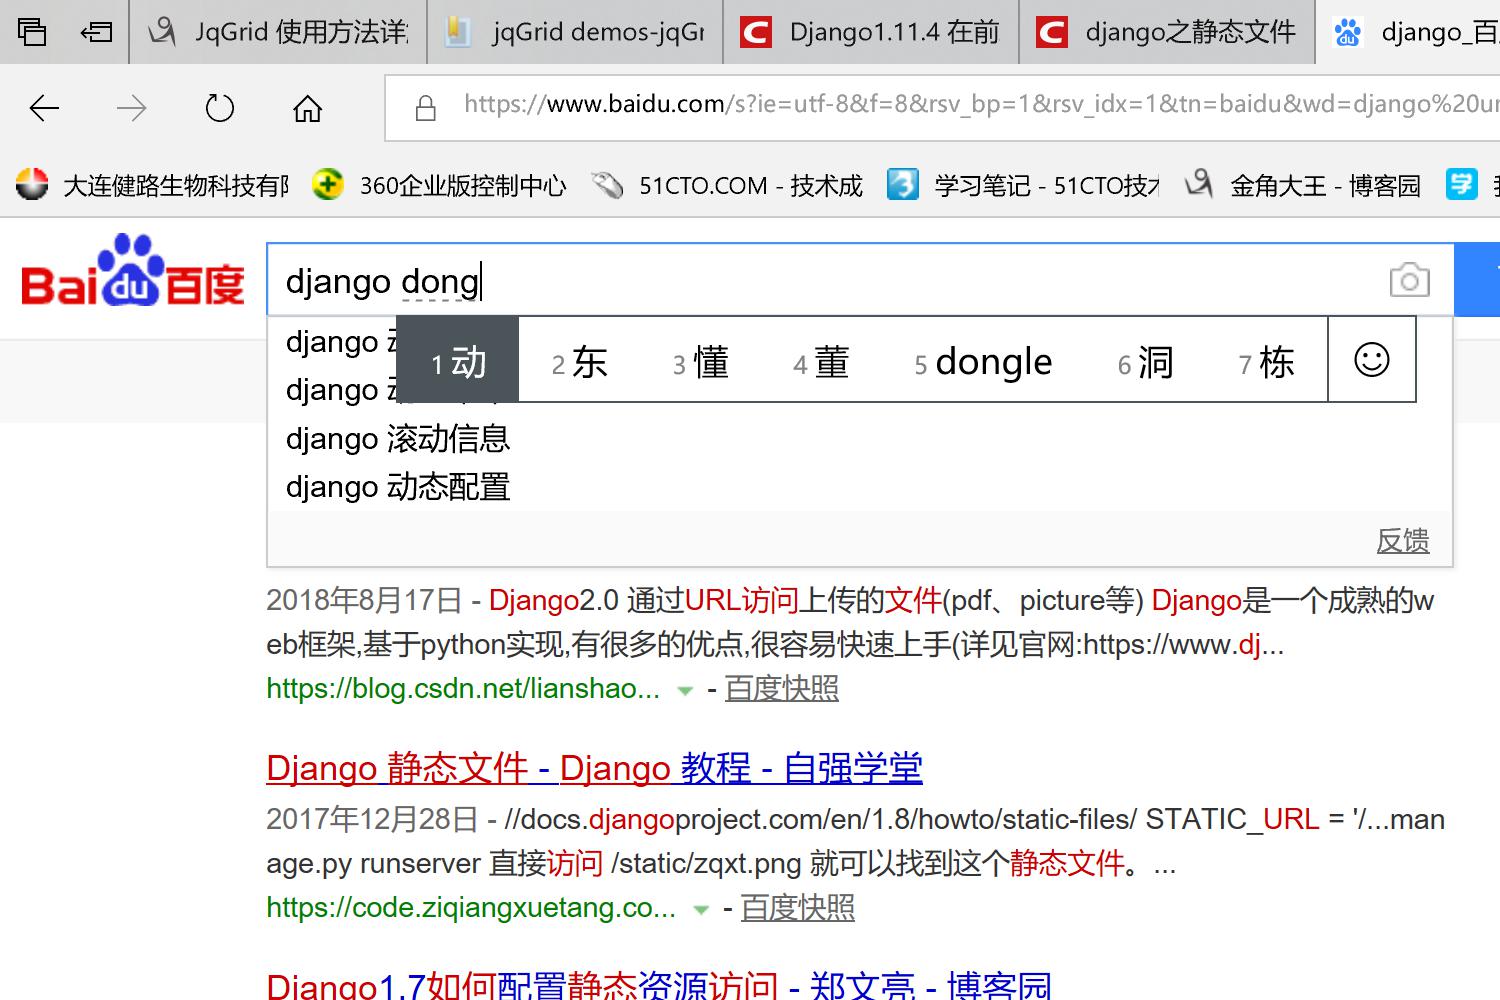 JqGrid 使用方法详
jqGrid demos-jqGr
Django1.11.4 在前
django之静态文件
django_百
https://www.baidu.com/s?ie=utf-8&f=8&rsv_bp=1&rsv_idx=1&tn=baidu&wd=django%20ur
大连健路生物科技有限
360企业版控制中心
51CTO.COM - 技术成
学习笔记 - 51CTO技术
金角大王 - 博客园
学
Bai du 百度
django dong
django
1 动 2 东 3 懂 4 董 5 dongle 6 洞 7 栋
django
django 滚动信息
django 动态配置
反馈
2018年8月17日 - Django2.0 通过URL访问上传的文件(pdf、picture等) Django是一个成熟的w
eb框架,基于python实现,有很多的优点,很容易快速上手(详见官网:https://www.dj...
https://blog.csdn.net/lianshao... - 百度快照
Django 静态文件 - Django 教程 - 自强学堂
2017年12月28日 - //docs.djangoproject.com/en/1.8/howto/static-files/ STATIC_URL = '/...man
age.py runserver 直接访问 /static/zqxt.png 就可以找到这个静态文件。...
https://code.ziqiangxuetang.co... - 百度快照
Django1.7如何配置静态资源访问 - 郑文亮 - 博客园